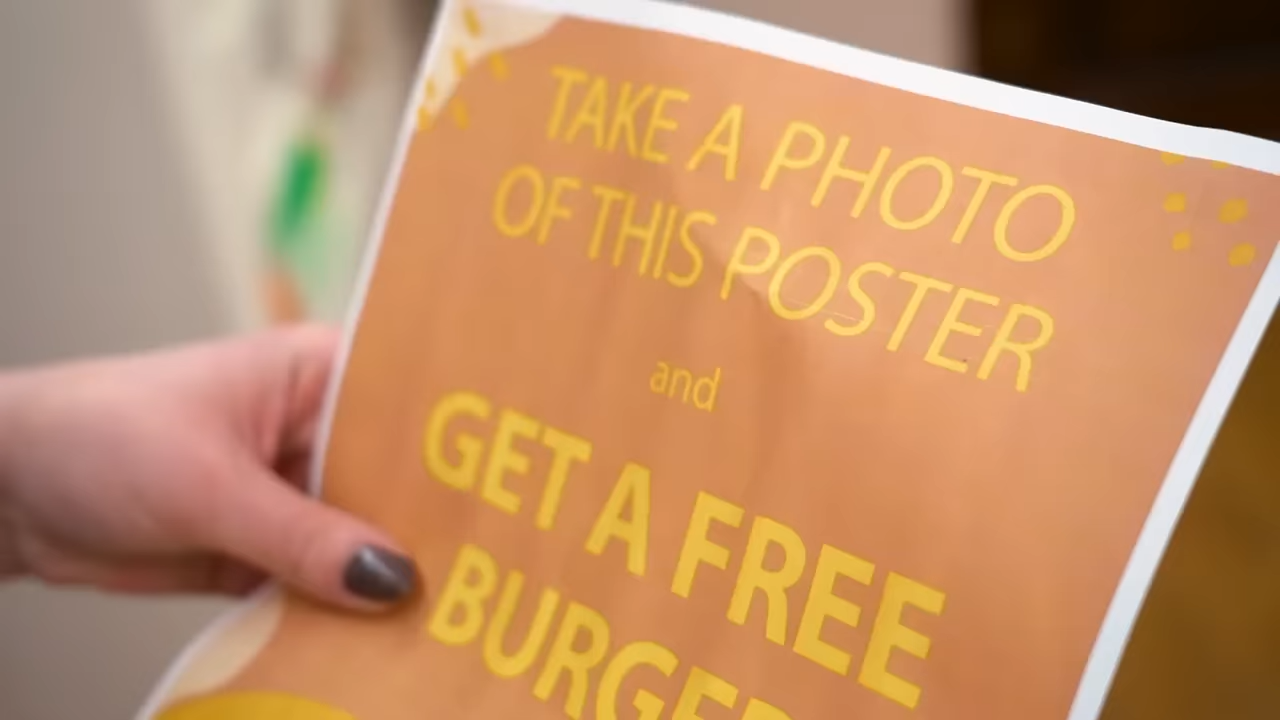 TAKE A PHOTO
OF THIS POSTER
and
GET A FREE
BURGER